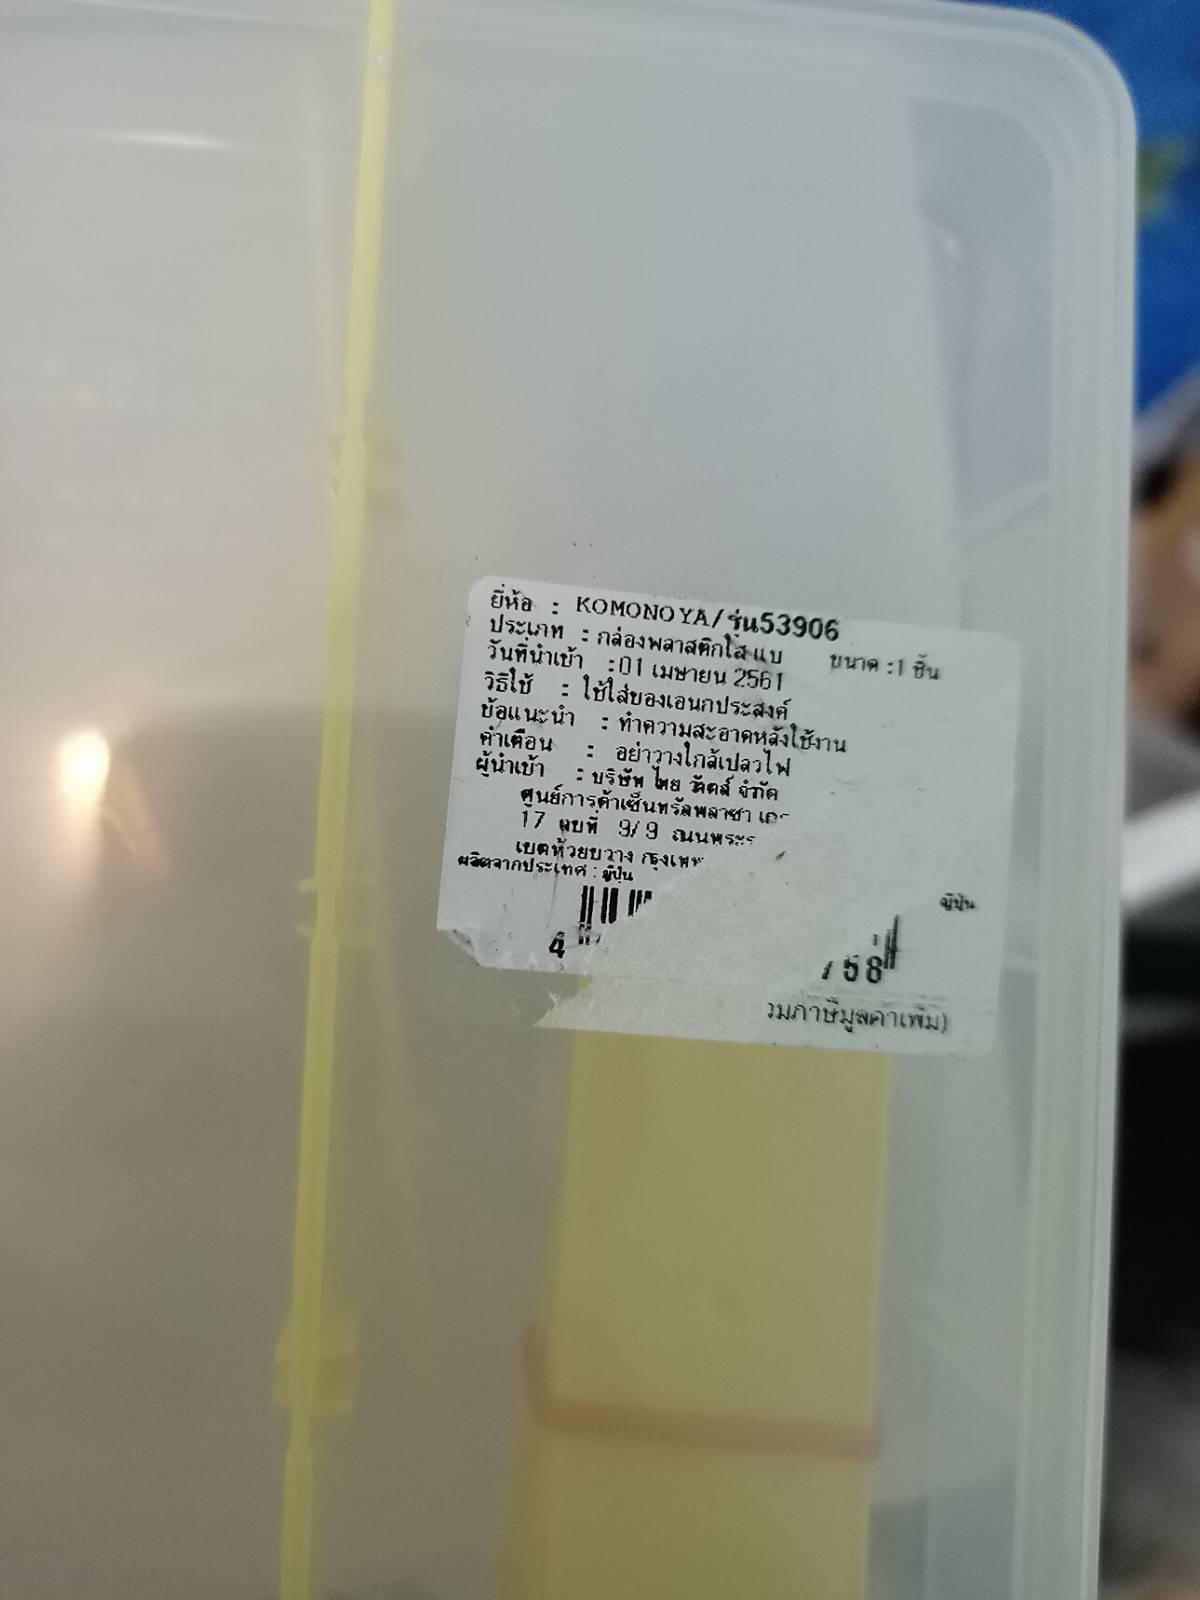 ยี่ห้อ : KOMONOYA/รุ่น53906
ประเภท : กล่องพลาสติกใส แบ ขนาด :1 ชิ้น
วันที่นำเข้า :01 เมษายน 2561
วิธีใช้ : ใช้ใส่ของเอนกประสงค์
ข้อแนะนำ : ทำความสะอาดหลังใช้งาน
คำเตือน : อย่าวางใกล้เปลวไฟ
ผู้นำเข้า : บริษัท ไทย วัตส์ จำกัด
ศูนย์การค้าเซ็นทรัลพลาซา
17 เลขที่ 9/9 ถนนพระร
เขตห้วยขวาง กรุงเทพ
ผลิตจากประเทศ : ญี่ปุ่น
ญี่ปุ่น
4 58
วมภาษีมูลค่าเพิ่ม)